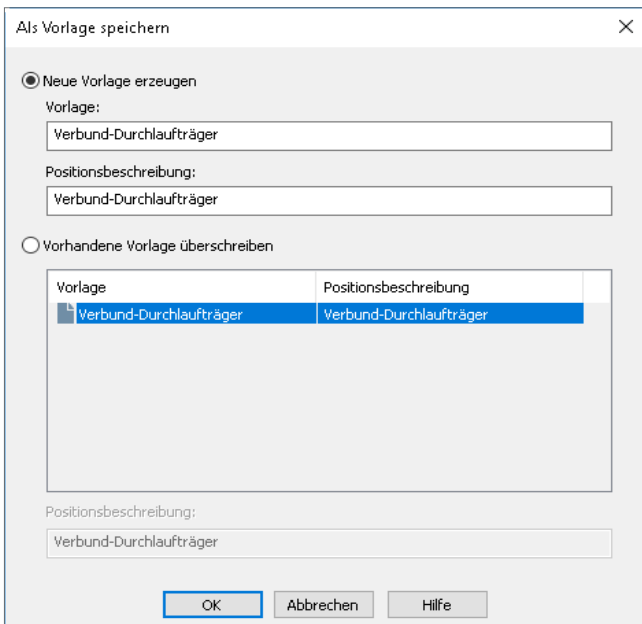 Als Vorlage speichern
Neue Vorlage erzeugen
Vorlage:
Verbund-Durchlaufträger
Positionsbeschreibung:
Verbund-Durchlaufträger
Vorhandene Vorlage überschreiben
Vorlage Positionsbeschreibung
Verbund-Durchlaufträger Verbund-Durchlaufträger
Positionsbeschreibung:
Verbund-Durchlaufträger
OK Abbrechen Hilfe